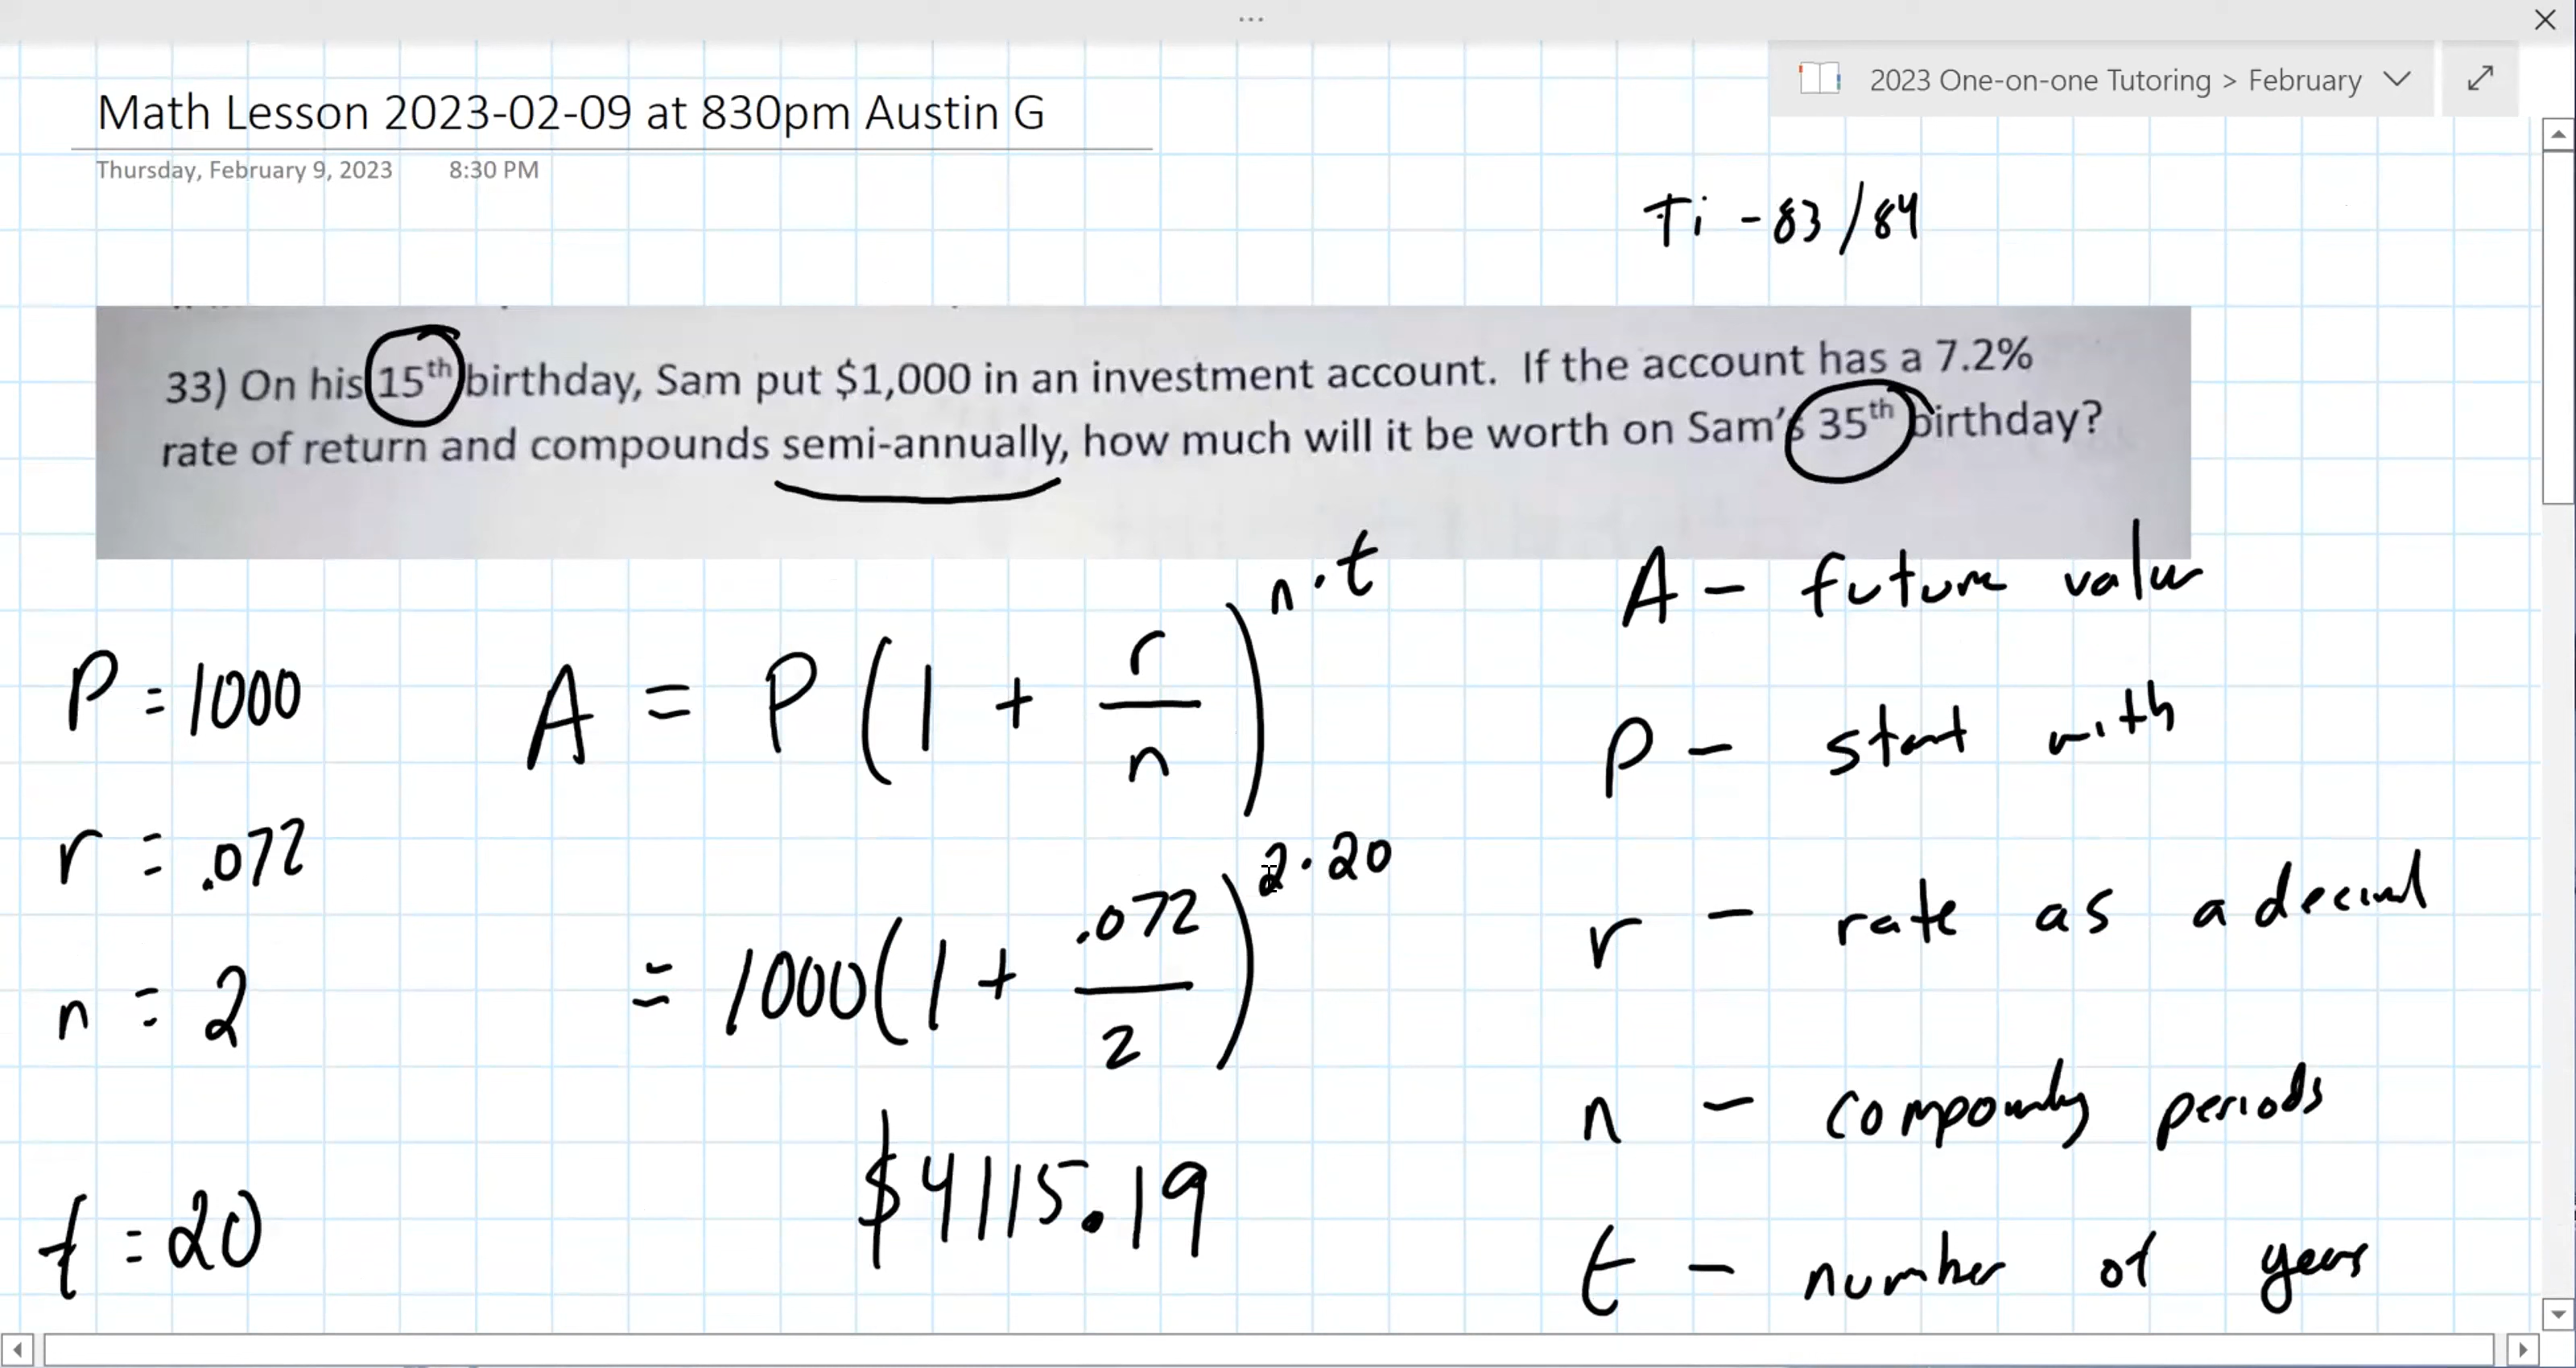 2023 One-on-one Tutoring > February
Math Lesson 2023-02-09 at 830pm Austin G
Thursday, February 9, 2023 8:30 PM
Ti - 83/84
33) On his 15th birthday, Sam put $1,000 in an investment account. If the account has a 7.2%
rate of return and compounds semi-annually, how much will it be worth on Sam's 35th birthday?
A = P(1 + r/n)^n·t
P = 1000
r = .072
n = 2
t = 20
= 1000(1 + .072/2)^2·20
$4115.19
A - future value
P - start with
r - rate as a decimal
n - compounding periods
t - number of years